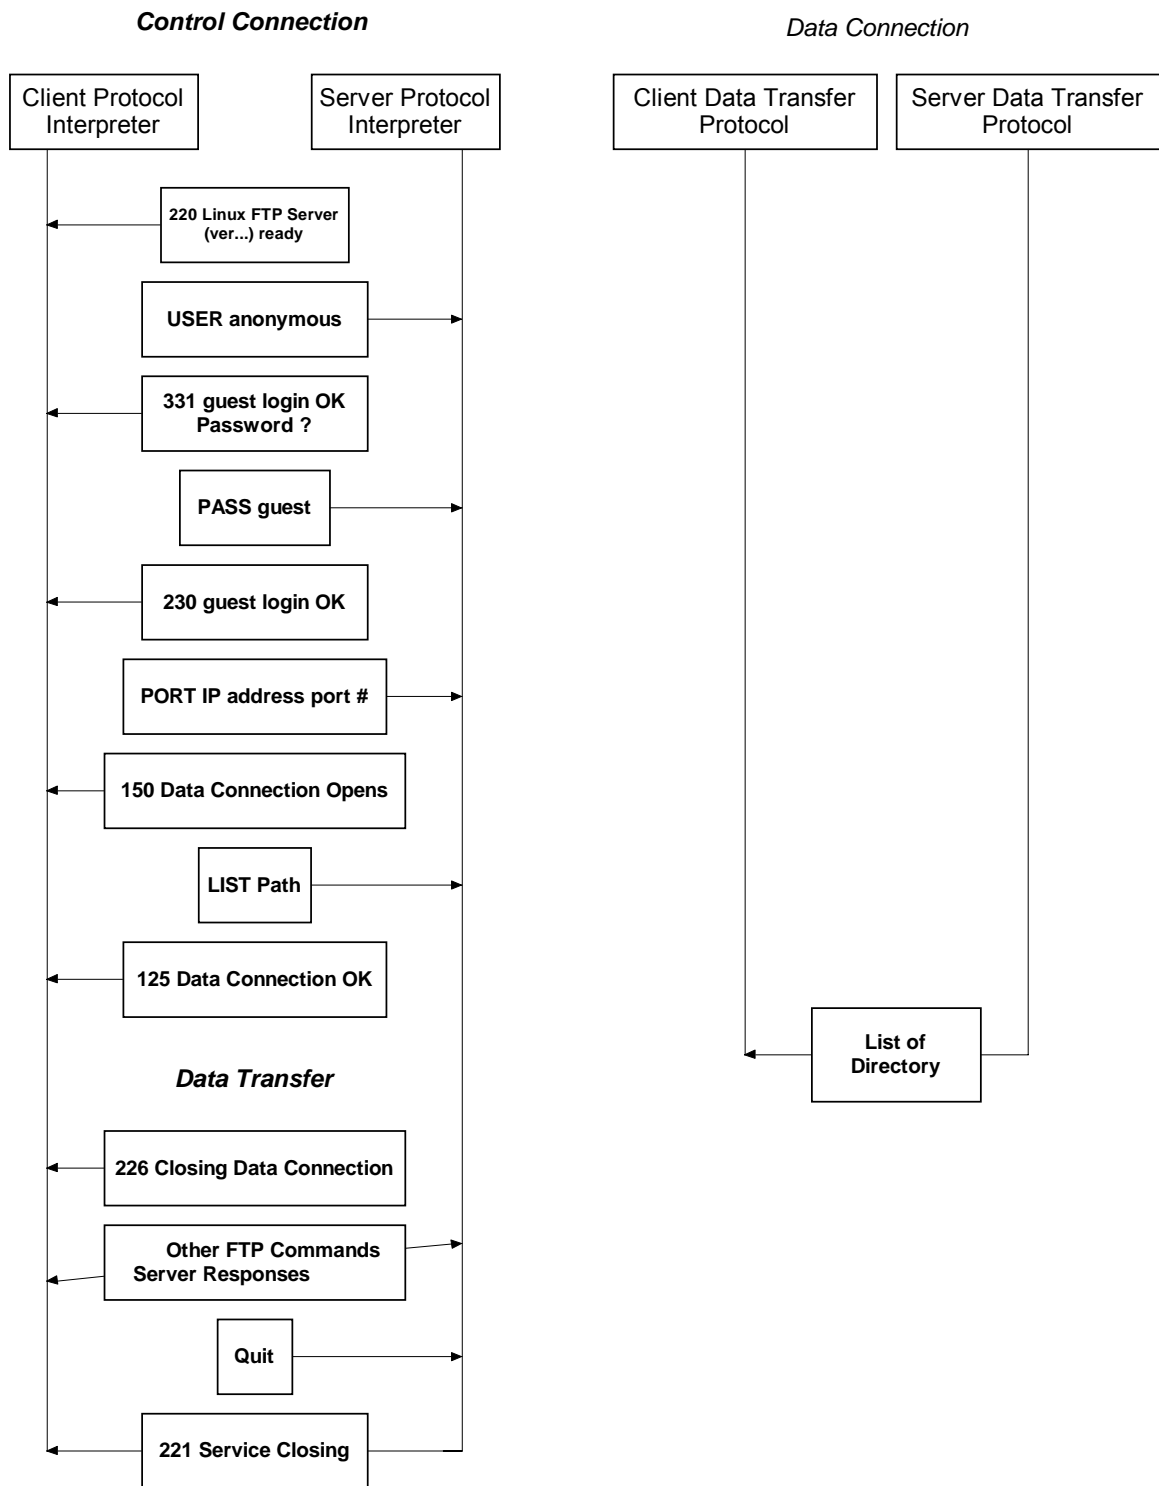 Control Connection
Data Connection
Client Protocol
Interpreter
Server Protocol
Interpreter
Client Data Transfer
Protocol
Server Data Transfer
Protocol
220 Linux FTP Server
(ver...) ready
USER anonymous
331 guest login OK
Password ?
PASS guest
230 guest login OK
PORT IP address port #
150 Data Connection Opens
LIST Path
125 Data Connection OK
List of
Directory
Data Transfer
226 Closing Data Connection
Other FTP Commands
Server Responses
Quit
221 Service Closing